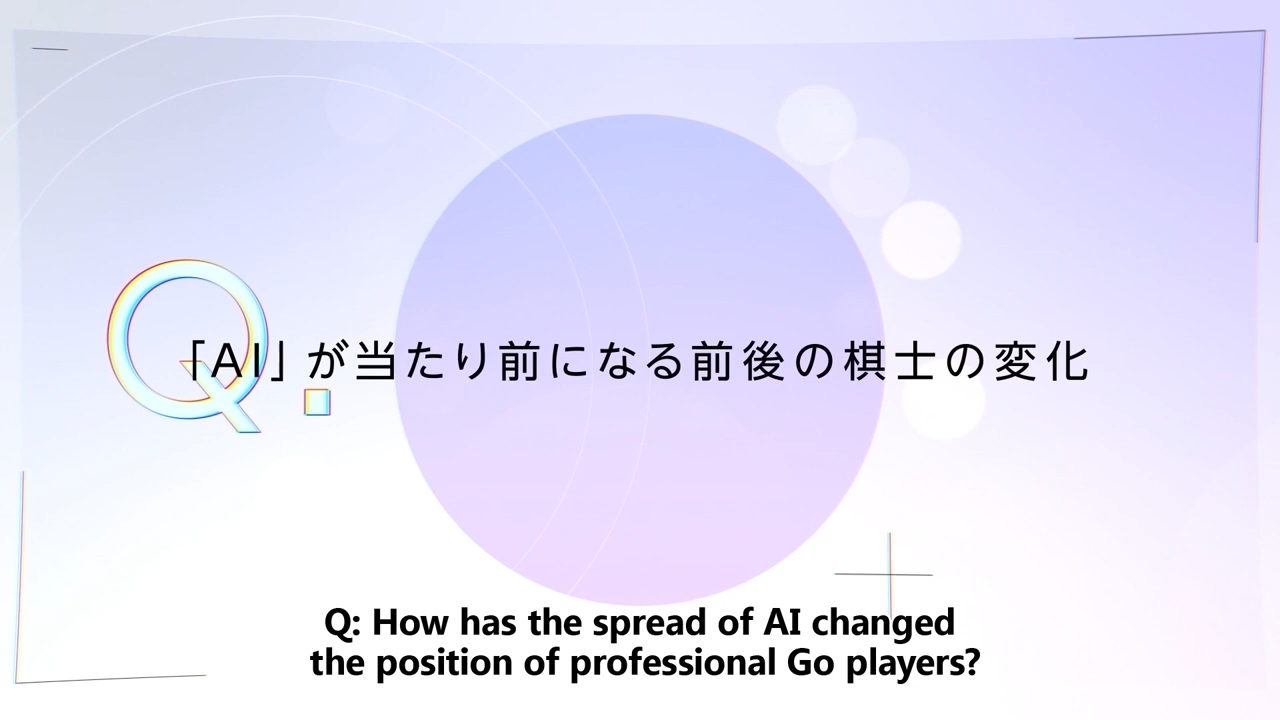 Q.
「AI」が当たり前になる前後の棋士の変化
Q: How has the spread of AI changed
the position of professional Go players?